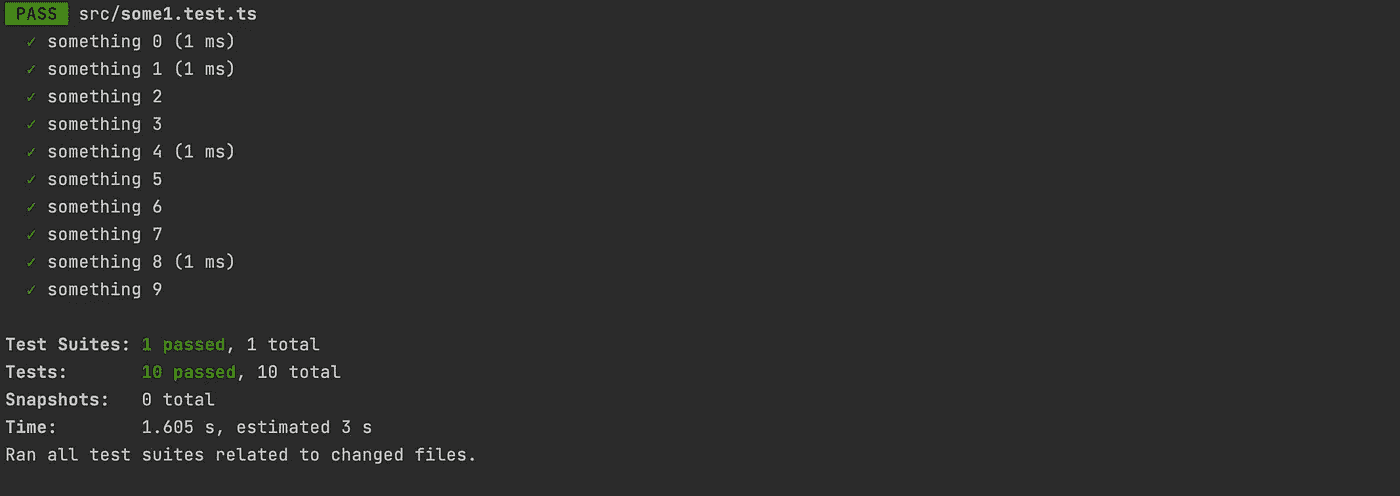 PASS src/some1.test.ts
✓ something 0 (1 ms)
✓ something 1 (1 ms)
✓ something 2
✓ something 3
✓ something 4 (1 ms)
✓ something 5
✓ something 6
✓ something 7
✓ something 8 (1 ms)
✓ something 9
Test Suites: 1 passed, 1 total
Tests: 10 passed, 10 total
Snapshots: 0 total
Time: 1.605 s, estimated 3 s
Ran all test suites related to changed files.